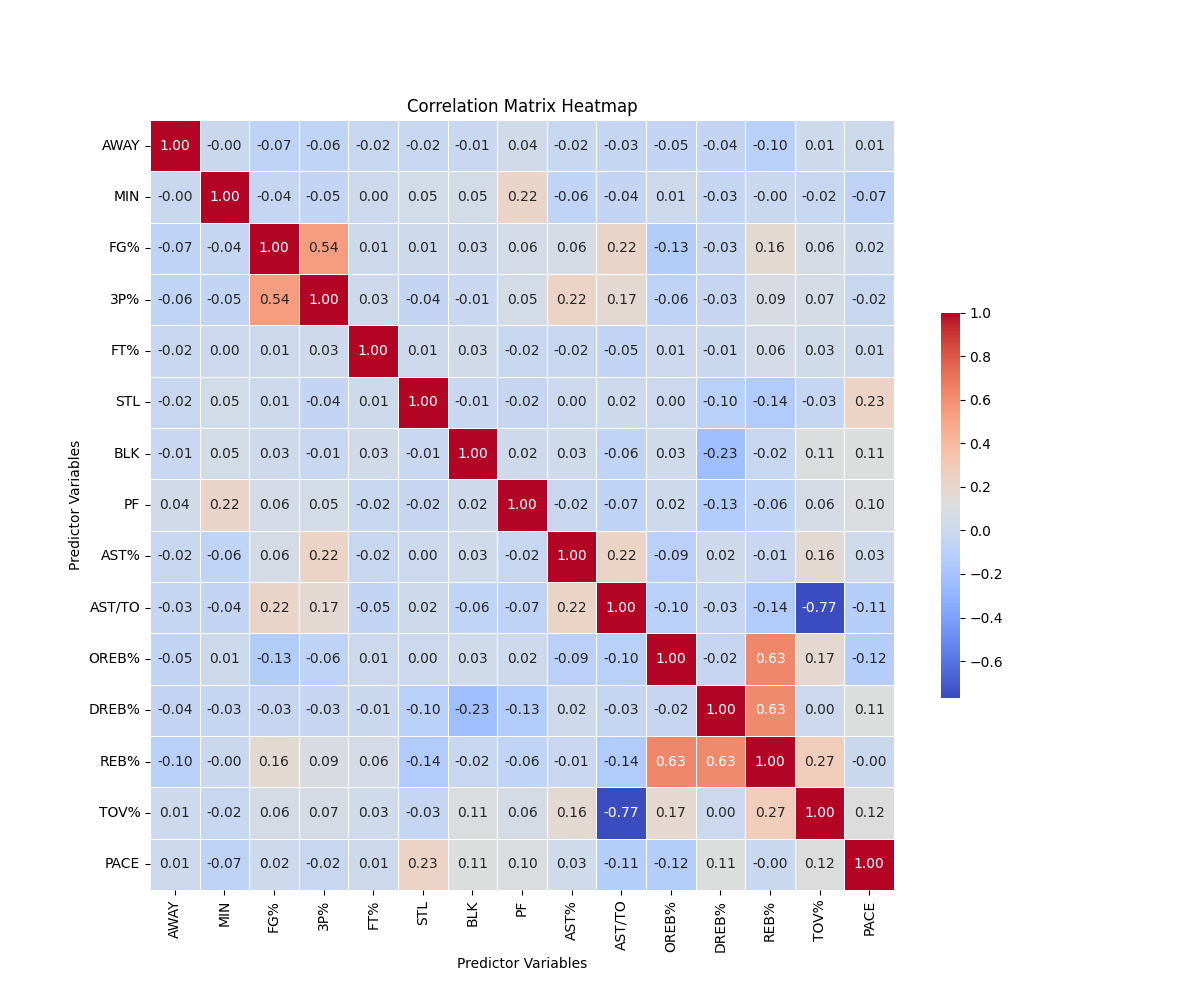 Correlation Matrix Heatmap
AWAY 1.00 -0.00 -0.07 -0.06 -0.02 -0.02 -0.01 0.04 -0.02 -0.03 -0.05 -0.04 -0.10 0.01 0.01
MIN -0.00 1.00 -0.04 -0.05 0.00 0.05 0.05 0.22 -0.06 -0.04 0.01 -0.03 -0.00 -0.02 -0.07
FG% -0.07 -0.04 1.00 0.54 0.01 0.01 0.03 0.06 0.06 0.22 -0.13 -0.03 0.16 0.06 0.02
3P% -0.06 -0.05 0.54 1.00 0.03 -0.04 -0.01 0.05 0.22 0.17 -0.06 -0.03 0.09 0.07 -0.02
FT% -0.02 0.00 0.01 0.03 1.00 0.01 0.03 -0.02 -0.02 -0.05 0.01 -0.01 0.06 0.03 0.01
STL -0.02 0.05 0.01 -0.04 0.01 1.00 -0.01 -0.02 0.00 0.02 0.00 -0.10 -0.14 -0.03 0.23
BLK -0.01 0.05 0.03 -0.01 0.03 -0.01 1.00 0.02 0.03 -0.06 0.03 -0.23 -0.02 0.11 0.11
PF 0.04 0.22 0.06 0.05 -0.02 -0.02 0.02 1.00 -0.02 -0.07 0.02 -0.13 -0.06 0.06 0.10
AST% -0.02 -0.06 0.06 0.22 -0.02 0.00 0.03 -0.02 1.00 0.22 -0.09 0.02 -0.01 0.16 0.03
AST/TO -0.03 -0.04 0.22 0.17 -0.05 0.02 -0.06 -0.07 0.22 1.00 -0.10 -0.03 -0.14 -0.77 -0.11
OREB% -0.05 0.01 -0.13 -0.06 0.01 0.00 0.03 0.02 -0.09 -0.10 1.00 -0.02 0.63 0.17 -0.12
DREB% -0.04 -0.03 -0.03 -0.03 -0.01 -0.10 -0.23 -0.13 0.02 -0.03 -0.02 1.00 0.63 0.00 0.11
REB% -0.10 -0.00 0.16 0.09 0.06 -0.14 -0.02 -0.06 -0.01 -0.14 0.63 0.63 1.00 0.27 -0.00
TOV% 0.01 -0.02 0.06 0.07 0.03 -0.03 0.11 0.06 0.16 -0.77 0.17 0.00 0.27 1.00 0.12
PACE 0.01 -0.07 0.02 -0.02 0.01 0.23 0.11 0.10 0.03 -0.11 -0.12 0.11 -0.00 0.12 1.00
AWAY MIN FG% 3P% FT% STL BLK PF AST% AST/TO OREB% DREB% REB% TOV% PACE
Predictor Variables
Predictor Variables
1.0
0.8
0.6
0.4
0.2
0.0
−0.2
−0.4
−0.6